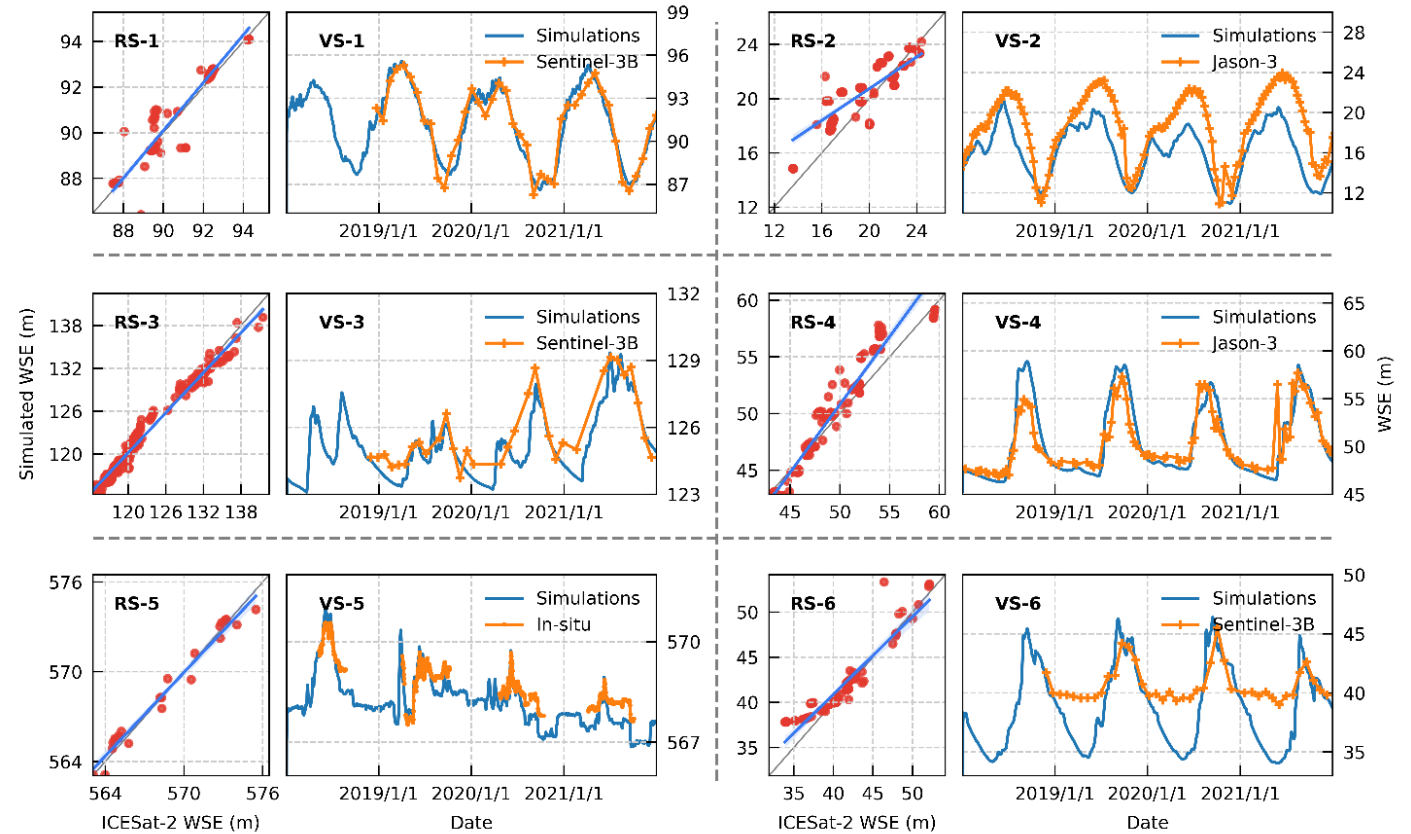 RS-1
94
92
90
88
88 90 92 94
VS-1
Simulations
Sentinel-3B
99
96
93
90
87
2019/1/1 2020/1/1 2021/1/1
RS-2
24
20
16
12
12 16 20 24
VS-2
Simulations
Jason-3
28
24
20
16
12
2019/1/1 2020/1/1 2021/1/1
Simulated WSE (m)
RS-3
138
132
126
120
120 126 132 138
VS-3
Simulations
Sentinel-3B
132
129
126
123
2019/1/1 2020/1/1 2021/1/1
RS-4
60
55
50
45
45 50 55 60
VS-4
Simulations
Jason-3
65
60
55
50
45
2019/1/1 2020/1/1 2021/1/1
WSE (m)
RS-5
576
570
564
564 570 576
ICESat-2 WSE (m)
VS-5
Simulations
In-situ
570
567
2019/1/1 2020/1/1 2021/1/1
Date
RS-6
50
45
40
35
35 40 45 50
ICESat-2 WSE (m)
VS-6
Simulations
Sentinel-3B
50
45
40
35
2019/1/1 2020/1/1 2021/1/1
Date